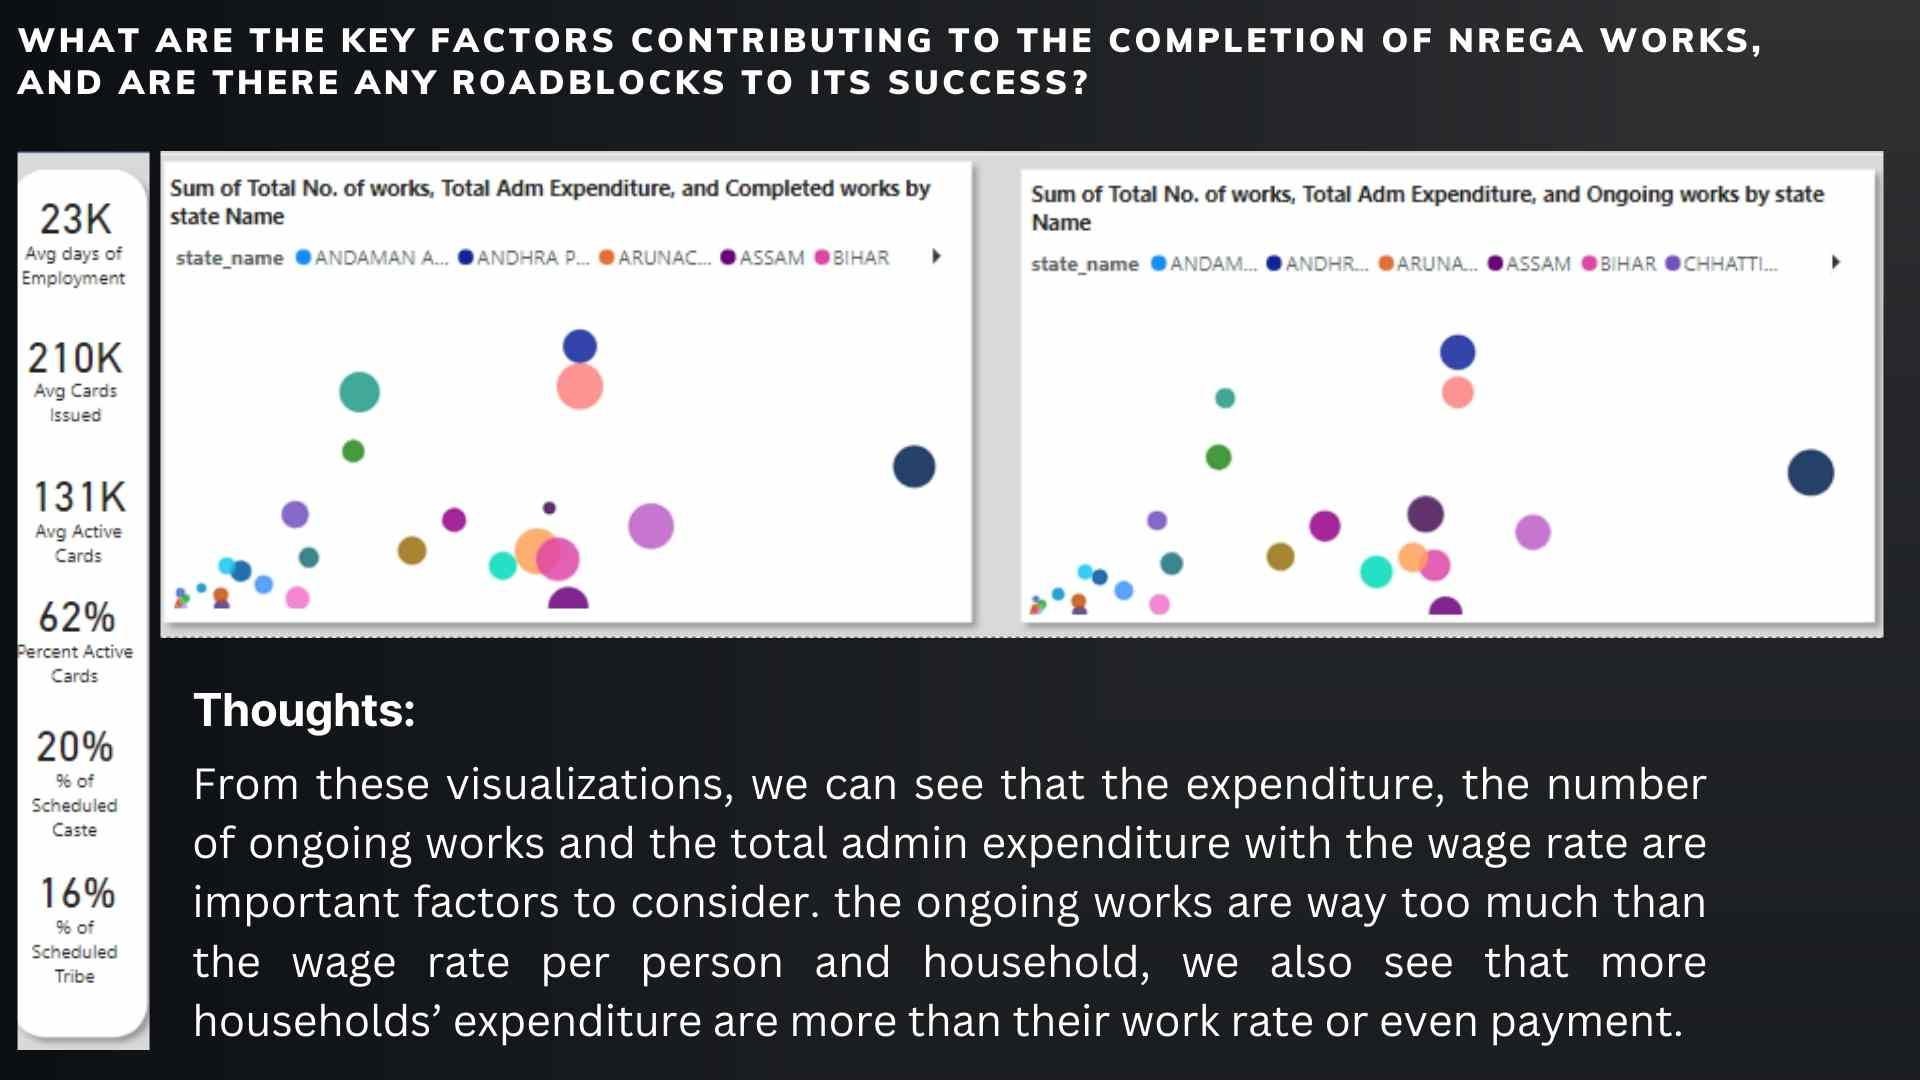 WHAT ARE THE KEY FACTORS CONTRIBUTING TO THE COMPLETION OF NREGA WORKS,
AND ARE THERE ANY ROADBLOCKS TO ITS SUCCESS?
23K
Avg days of
Employment
210K
Avg Cards
Issued
131K
Avg Active
Cards
62%
Percent Active
Cards
20%
% of
Scheduled
Caste
16%
% of
Scheduled
Tribe
Sum of Total No. of works, Total Adm Expenditure, and Completed works by
state Name
state_name ANDAMAN A... ANDHRA P... ARUNAC... ASSAM BIHAR
Sum of Total No. of works, Total Adm Expenditure, and Ongoing works by state
Name
state_name ANDAM... ANDHR... ARUNA... ASSAM BIHAR CHHATTI...
Thoughts:
From these visualizations, we can see that the expenditure, the number
of ongoing works and the total admin expenditure with the wage rate are
important factors to consider. the ongoing works are way too much than
the wage rate per person and household, we also see that more
households’ expenditure are more than their work rate or even payment.